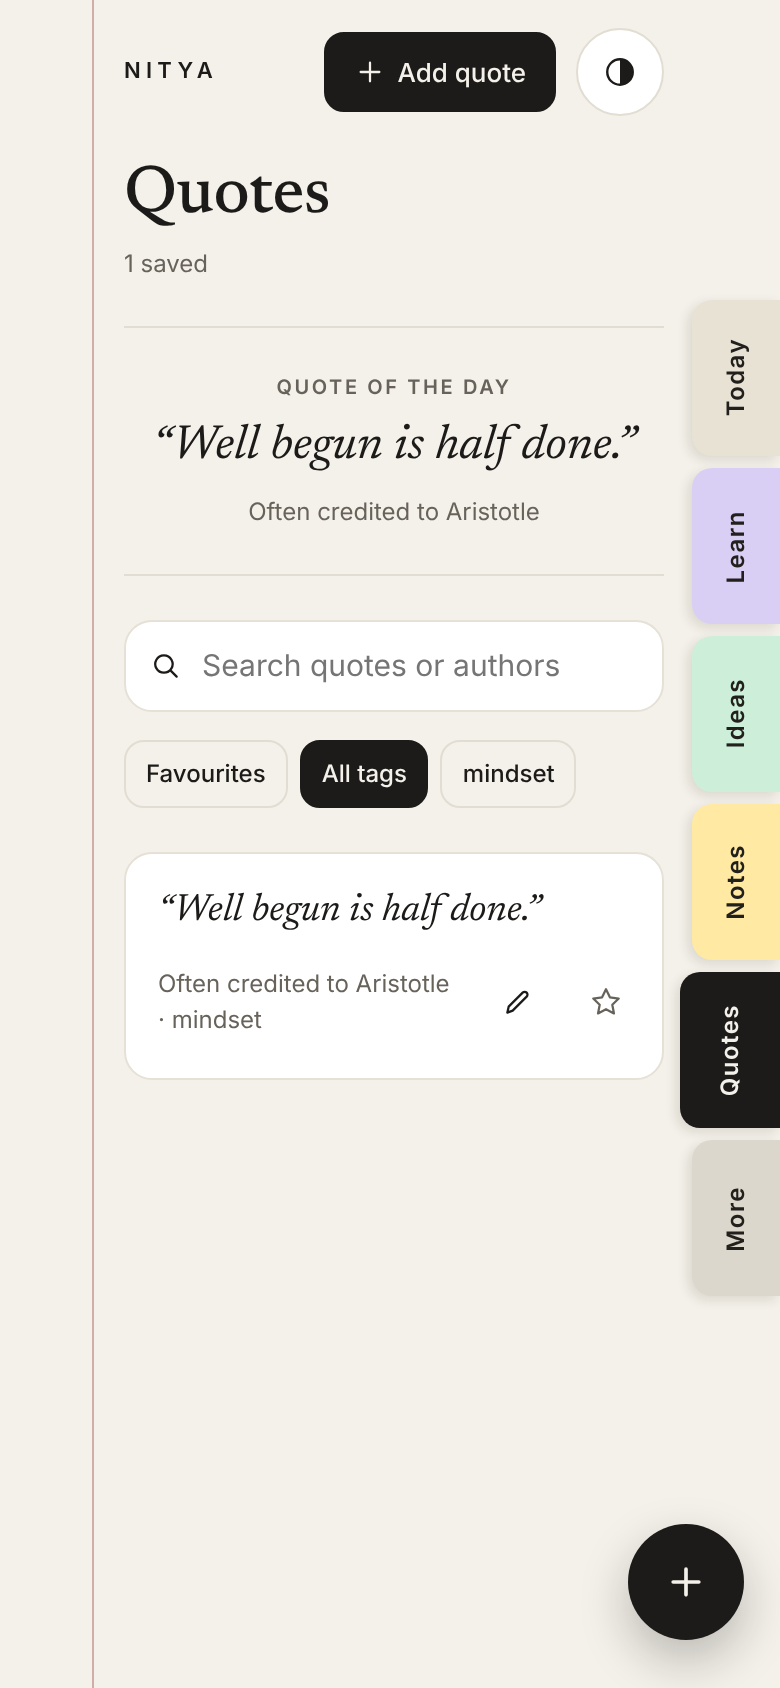 NITYA
Add quote
Quotes
1 saved
QUOTE OF THE DAY
“Well begun is half done.”
Often credited to Aristotle
Search quotes or authors
Favourites
All tags
mindset
“Well begun is half done.”
Often credited to Aristotle
· mindset
Today
Learn
Ideas
Notes
Quotes
More